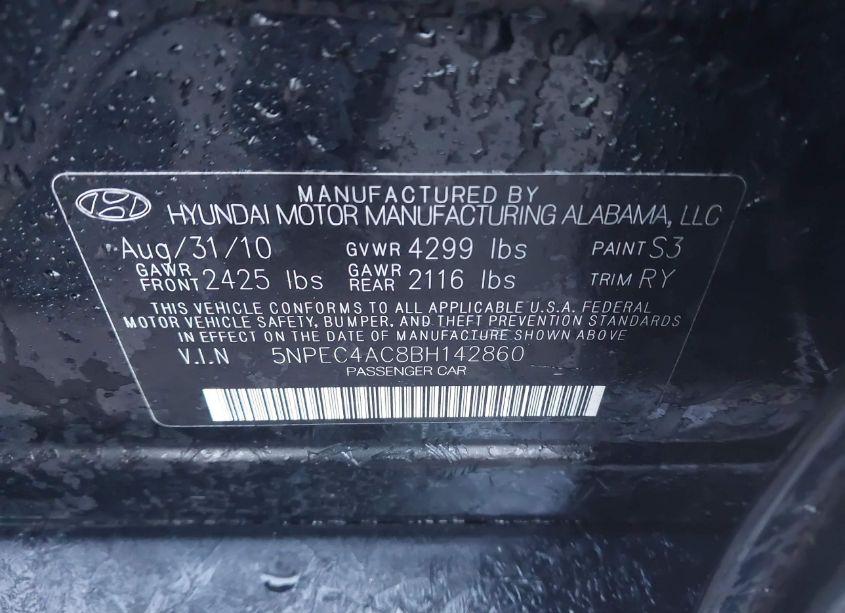 MANUFACTURED BY
HYUNDAI MOTOR MANUFACTURING ALABAMA, LLC
Aug/31/10 GVWR 4299 lbs PAINT S3
GAWR FRONT 2425 lbs GAWR REAR 2116 lbs TRIM RY
THIS VEHICLE CONFORMS TO ALL APPLICABLE U.S.A. FEDERAL
MOTOR VEHICLE SAFETY, BUMPER, AND THEFT PREVENTION STANDARDS
IN EFFECT ON THE DATE OF MANUFACTURE SHOWN ABOVE
V.I.N 5NPEC4AC8BH142860
PASSENGER CAR